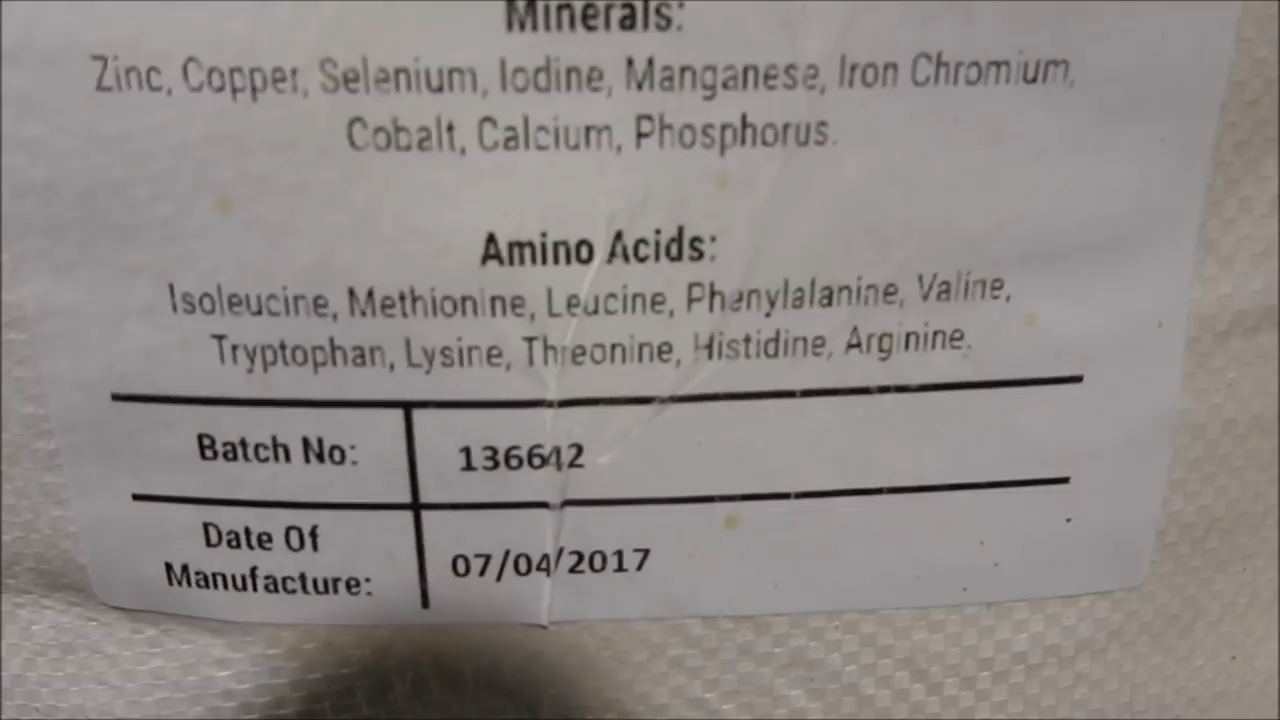 Minerals:
Zinc, Copper, Selenium, Iodine, Manganese, Iron Chromium,
Cobalt, Calcium, Phosphorus.
Amino Acids:
Isoleucine, Methionine, Leucine, Phenylalanine, Valine,
Tryptophan, Lysine, Threonine, Histidine, Arginine.
Batch No: 136642
Date Of
Manufacture: 07/04/2017